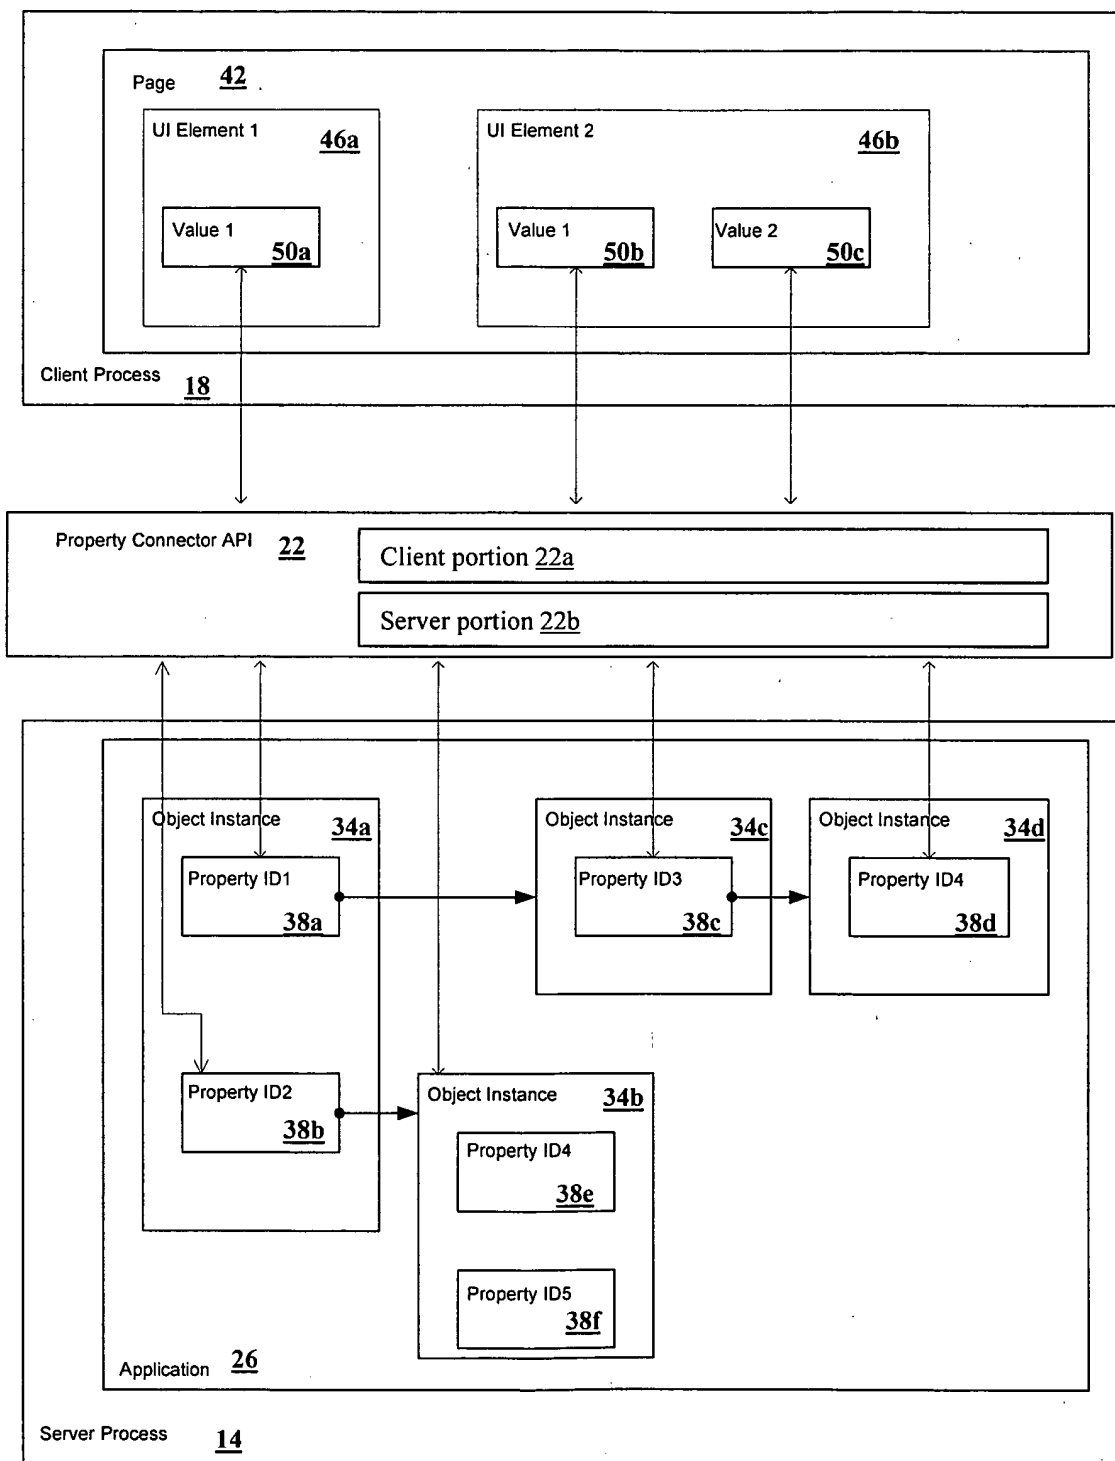 Page 42
UI Element 1
46a
UI Element 2
46b
Value 1
50a
Value 1
50b
Value 2
50c
Client Process 18
Property Connector API 22
Client portion 22a
Server portion 22b
Object Instance
34a
Object Instance
34c
Object Instance
34d
Property ID1
38a
Property ID3
38c
Property ID4
38d
Property ID2
38b
Object Instance
34b
Property ID4
38e
Property ID5
38f
Application 26
Server Process 14